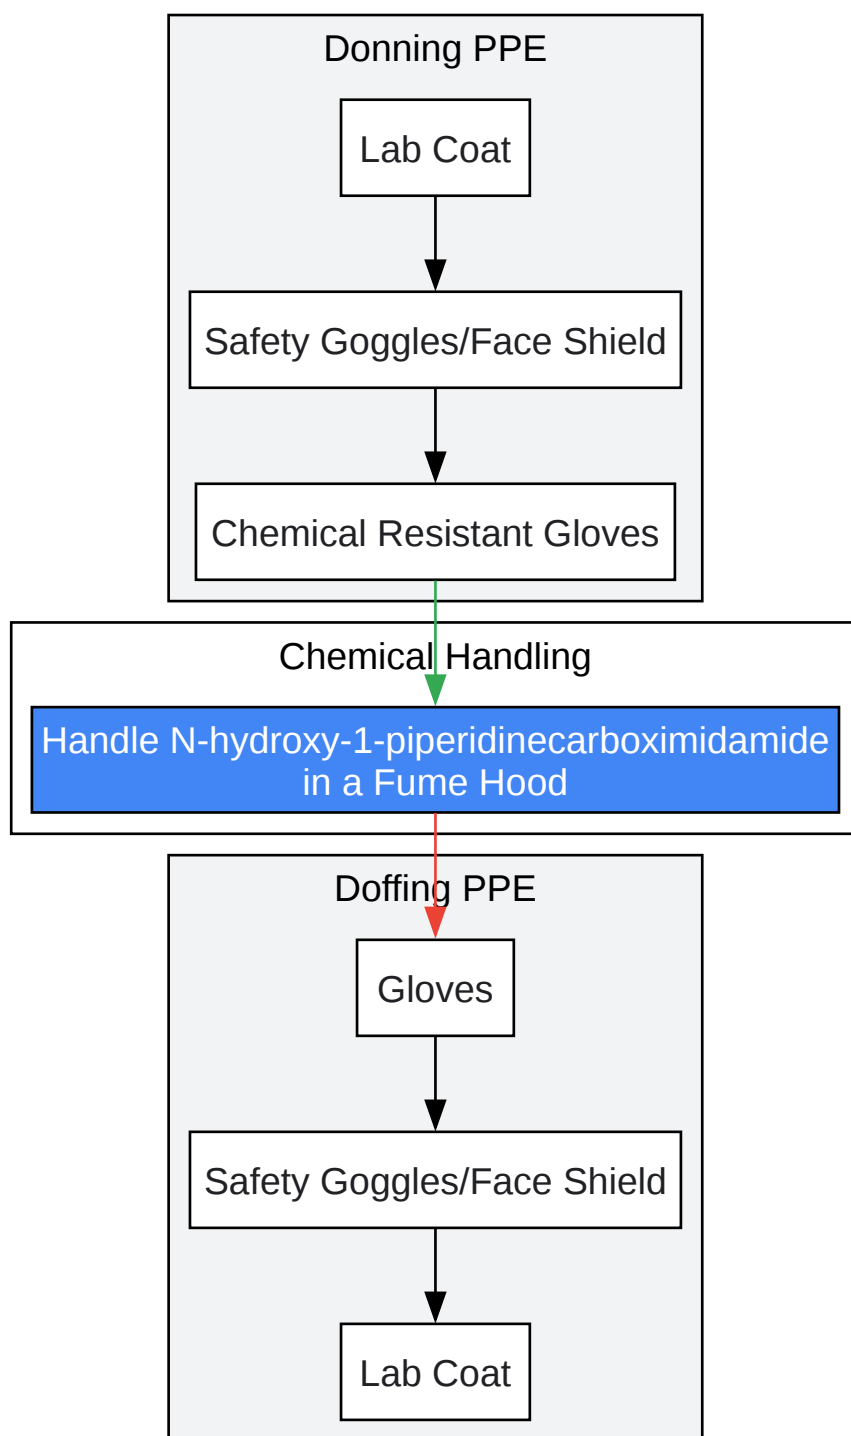 Donning PPE
Lab Coat
Safety Goggles/Face Shield
Chemical Resistant Gloves
Chemical Handling
Handle N-hydroxy-1-piperidinecarboximidamide
in a Fume Hood
Doffing PPE
Gloves
Safety Goggles/Face Shield
Lab Coat